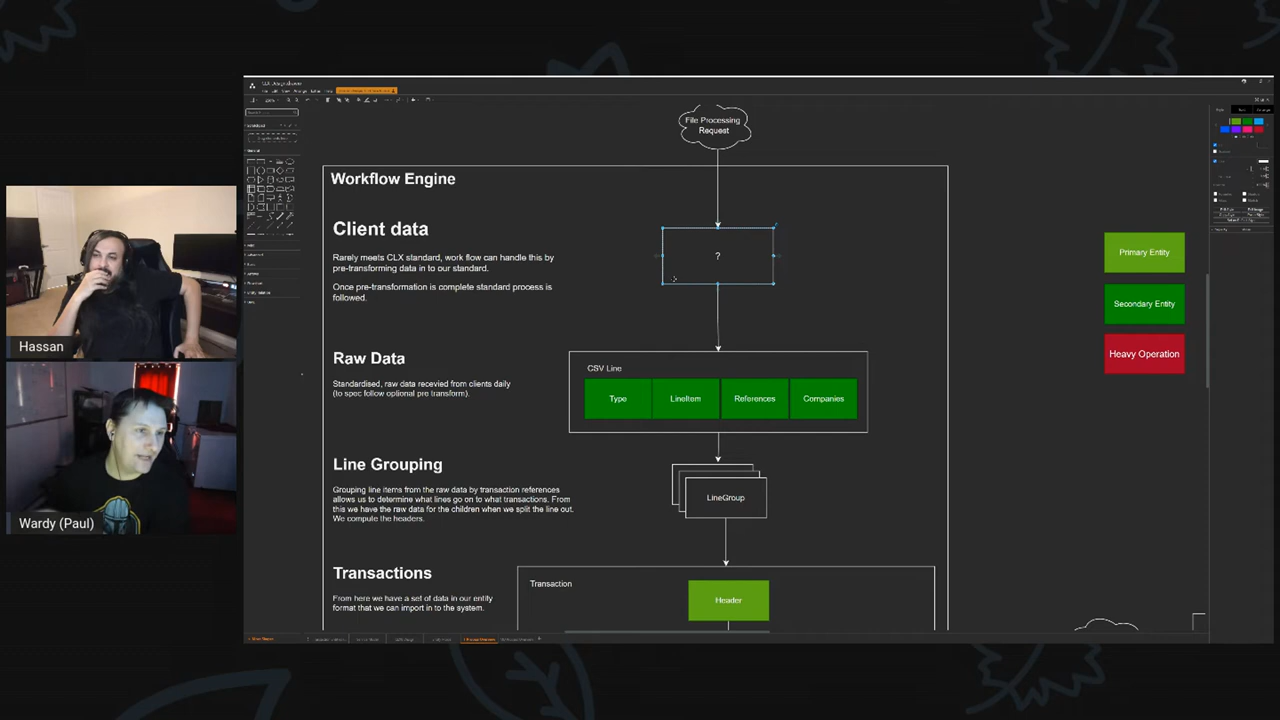 File Processing
Request
Workflow Engine
Client data
Rarely meets CLX standard, work flow can handle this by
pre-transforming data in to our standard.
Once pre-transformation is complete standard process is
followed.
?
Primary Entity
Secondary Entity
Heavy Operation
Hassan
Raw Data
Standardised, raw data recevied from clients daily
(to spec follow optional pre transform).
CSV Line
Type
LineItem
References
Companies
Line Grouping
Grouping line items from the raw data by transaction references
allows us to determine what lines go on to what transactions. From
this we have the raw data for the children when we split the line out.
We compute the headers.
LineGroup
Wardy (Paul)
Transactions
From here we have a set of data in our entity
format that we can import in to the system.
Transaction
Header